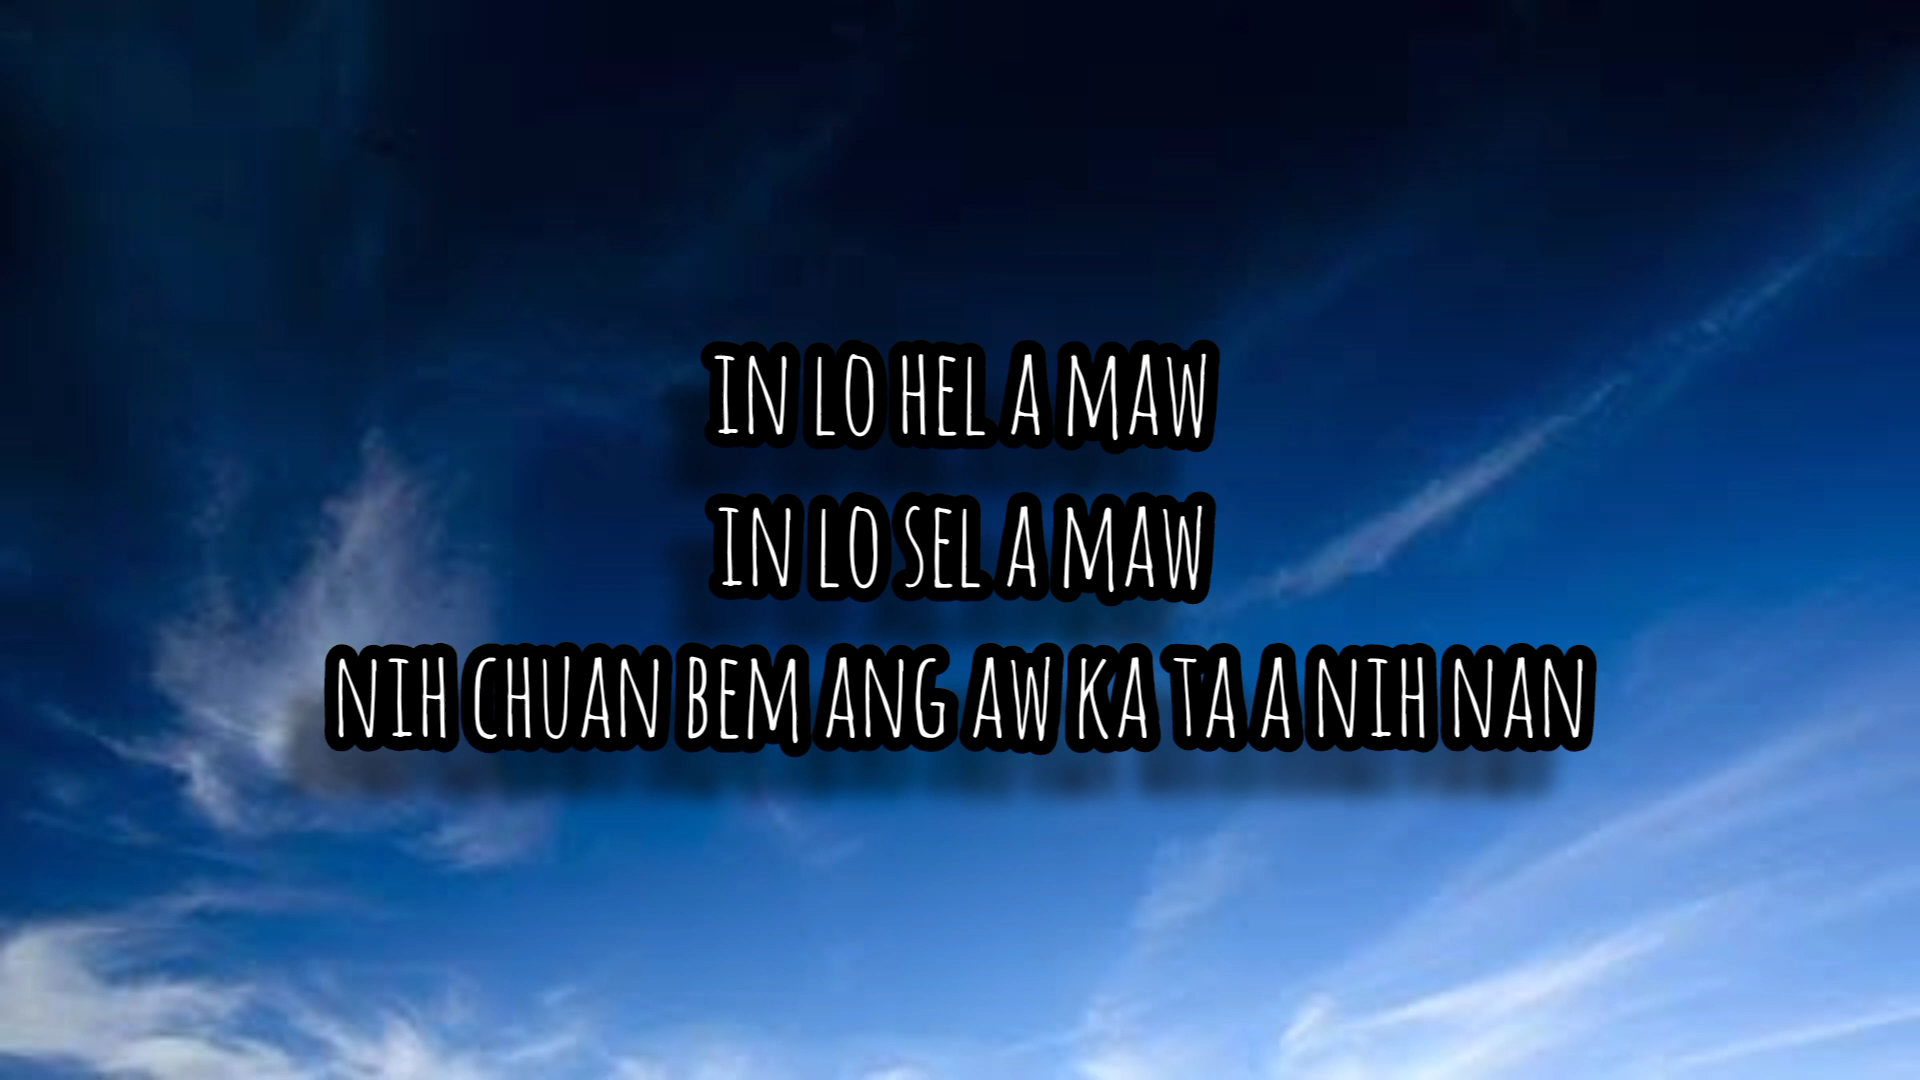 IN LO HEL A MAW
IN LO SEL A MAW
NIH CHUAN BEM ANG AW KA TA A NIH NAN